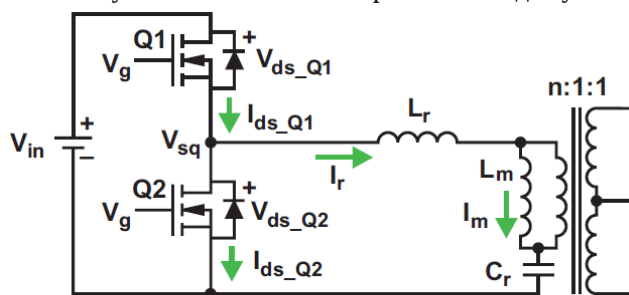 Q1
+
V_ds_Q1
V_g
n:1:1
I_ds_Q1
L_r
+
V_in
V_sq
–
I_r
L_m
Q2
+
I_m
V_g
V_ds_Q2
C_r
I_ds_Q2